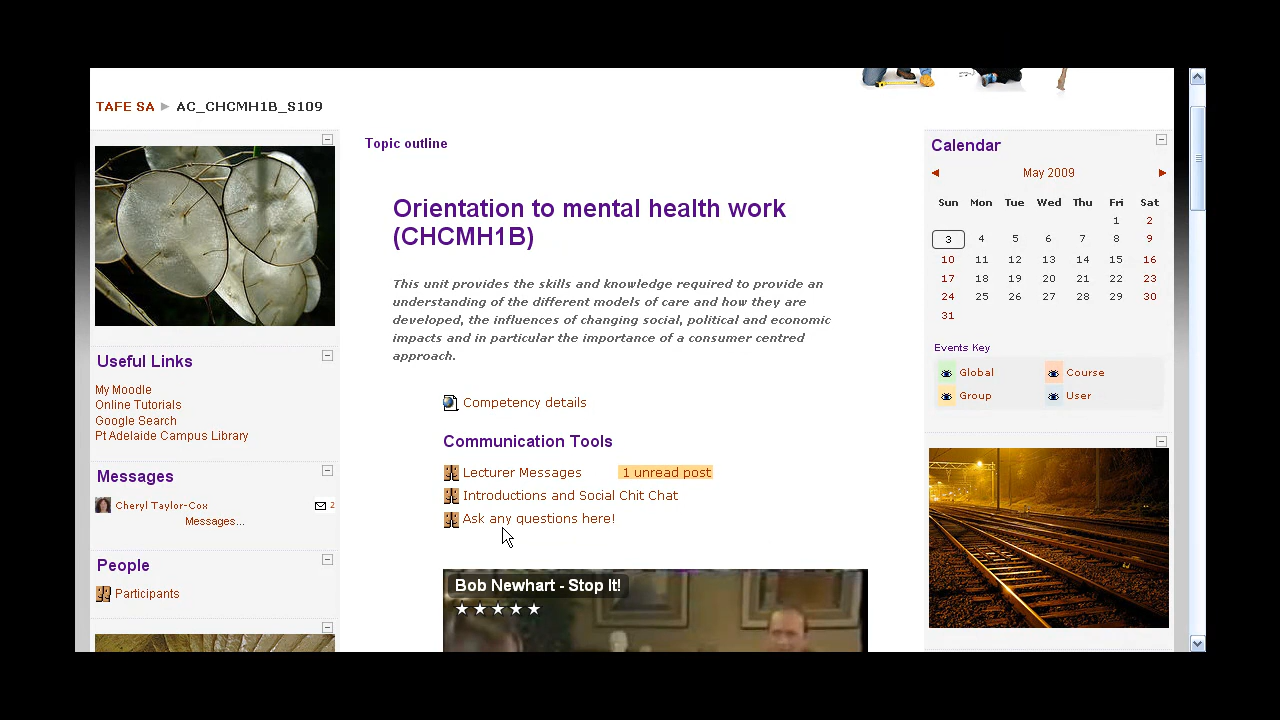 TAFE SA ► AC_CHCMH1B_S109
Useful Links
My Moodle
Online Tutorials
Google Search
Pt Adelaide Campus Library
Messages
Cheryl Taylor-Cox 2
Messages...
People
Participants
Topic outline
Orientation to mental health work
(CHCMH1B)
This unit provides the skills and knowledge required to provide an
understanding of the different models of care and how they are
developed, the influences of changing social, political and economic
impacts and in particular the importance of a consumer centred
approach.
Competency details
Communication Tools
Lecturer Messages 1 unread post
Introductions and Social Chit Chat
Ask any questions here!
Bob Newhart - Stop It!
★★★★★
Calendar
◄ May 2009 ►
Sun Mon Tue Wed Thu Fri Sat
1 2
3 4 5 6 7 8 9
10 11 12 13 14 15 16
17 18 19 20 21 22 23
24 25 26 27 28 29 30
31
Events Key
Global Course
Group User